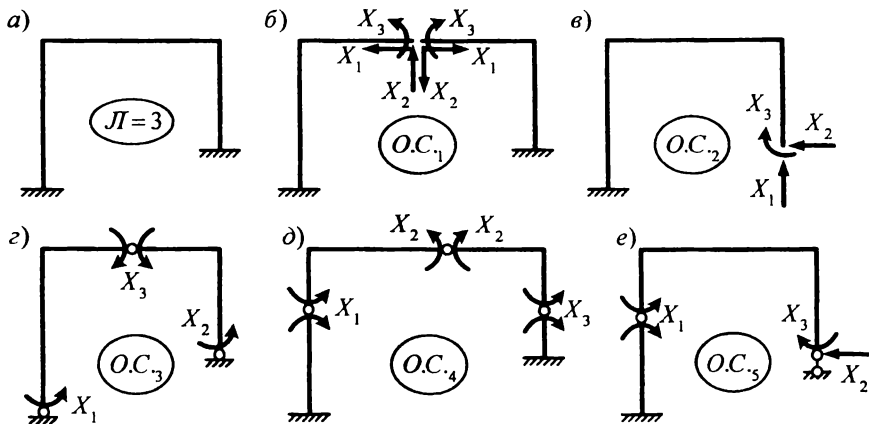 а)
Л = 3
б)
X₃ X₃
X₁ X₁
X₂ X₂
О.С.₁
в)
X₃
X₂
X₁
О.С.₂
г)
X₃
X₂
X₁
О.С.₃
д)
X₂ X₂
X₁
X₃
О.С.₄
е)
X₁
X₃
X₂
О.С.₅